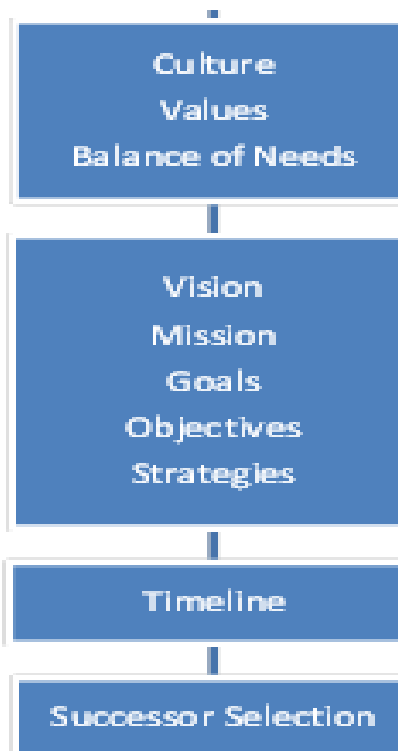 Culture
Values
Balance of Needs
Vision
Mission
Goals
Objectives
Strategies
Timeline
Successor Selection